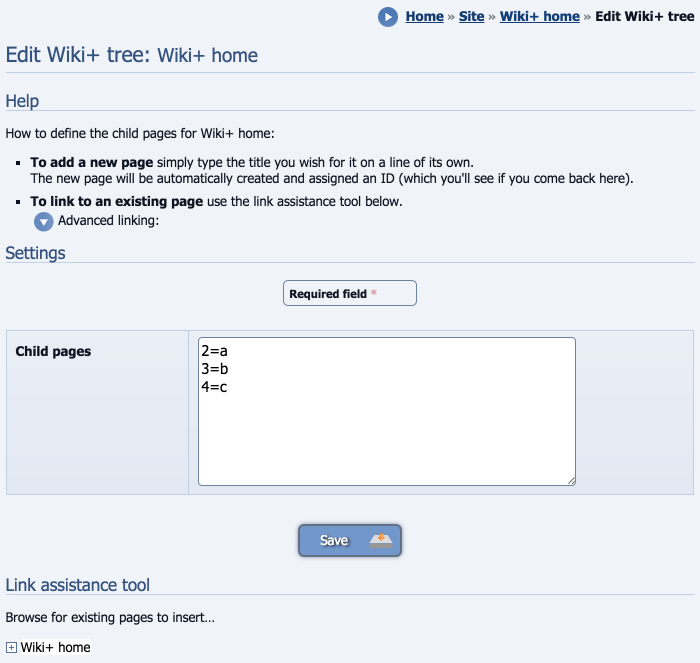 Home » Site » Wiki+ home » Edit Wiki+ tree
Edit Wiki+ tree: Wiki+ home
Help
How to define the child pages for Wiki+ home:
To add a new page simply type the title you wish for it on a line of its own.
The new page will be automatically created and assigned an ID (which you'll see if you come back here).
To link to an existing page use the link assistance tool below.
Advanced linking:
Settings
Required field *
Child pages
2=a
3=b
4=c
Save
Link assistance tool
Browse for existing pages to insert...
Wiki+ home